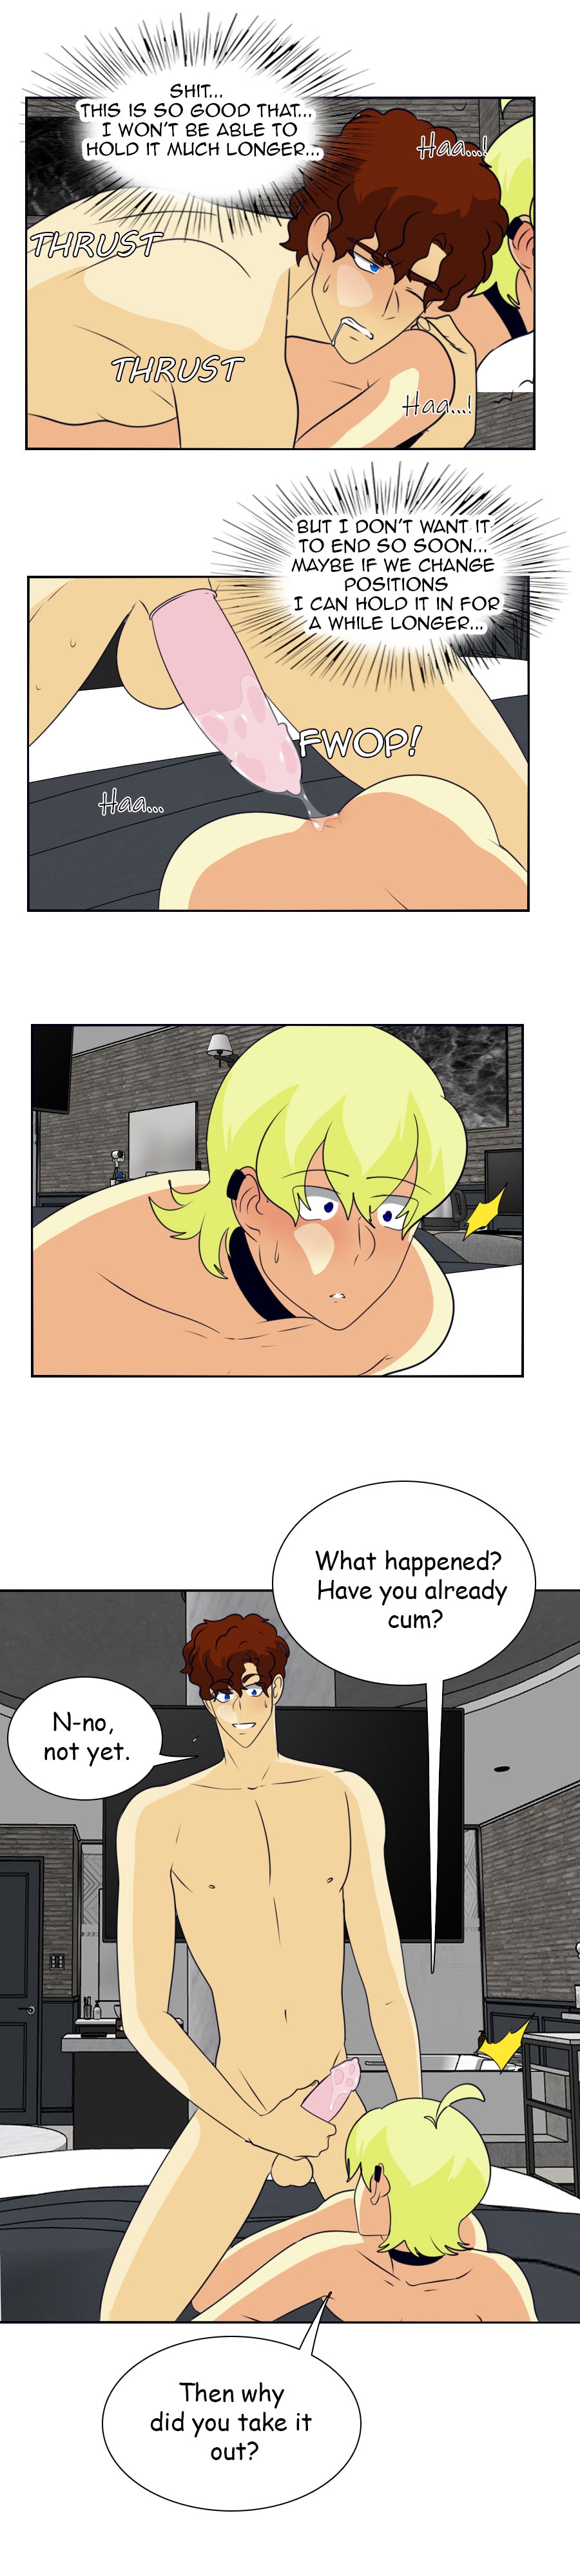 SHIT...
THIS IS SO GOOD THAT...
I WON'T BE ABLE TO
HOLD IT MUCH LONGER...
Haa...!
THRUST
THRUST
Haa...!
BUT I DON'T WANT IT
TO END SO SOON...
MAYBE IF WE CHANGE
POSITIONS
I CAN HOLD IT IN FOR
A WHILE LONGER...
FWOP!
Haa...
What happened?
Have you already
cum?
N-no,
not yet.
Then why
did you take it
out?